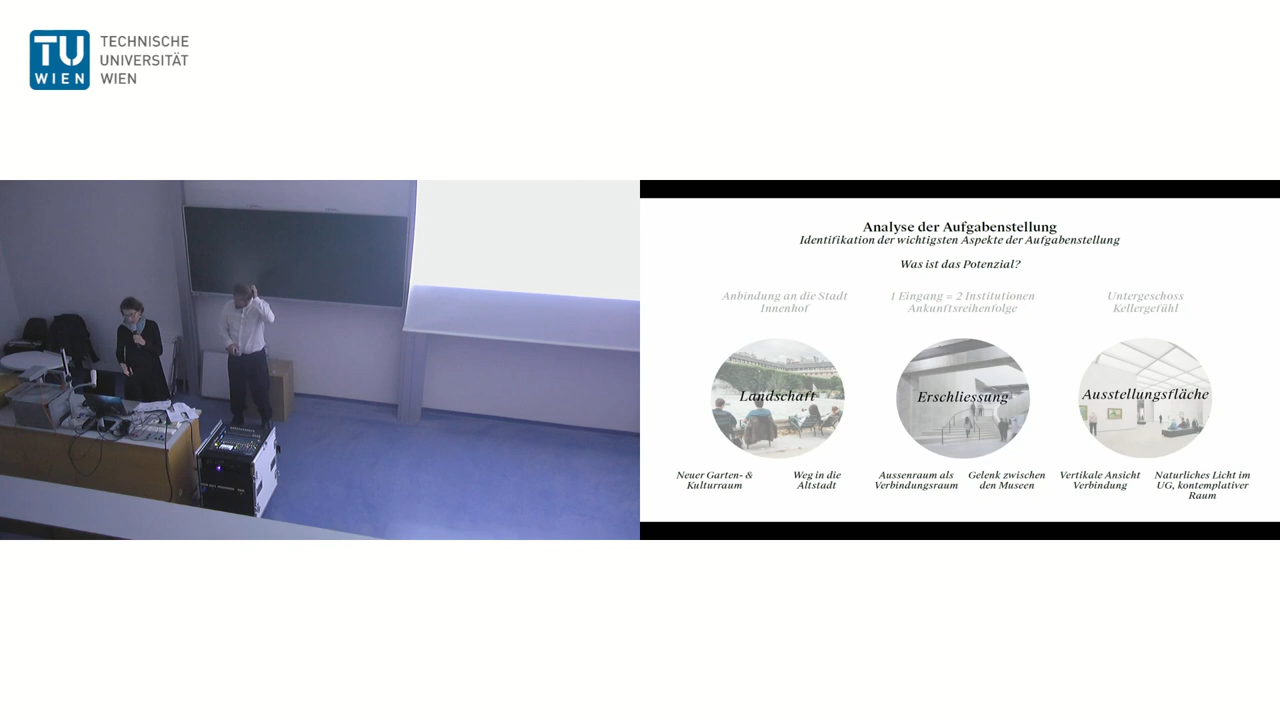 TU
WIEN
TECHNISCHE
UNIVERSITÄT
WIEN
Analyse der Aufgabenstellung
Identifikation der wichtigsten Aspekte der Aufgabenstellung
Was ist das Potenzial?
Anbindung an die Stadt
Innenhof
1 Eingang = 2 Institutionen
Ankunftsreihenfolge
Untergeschoss
Kellergefühl
Landschaft
Erschliessung
Ausstellungsfläche
Neuer Garten- &
Kulturraum
Weg in die
Altstadt
Aussenraum als
Verbindungsraum
Gelenk zwischen
den Museen
Vertikale Ansicht
Verbindung
Naturliches Licht im
UG, kontemplativer
Raum